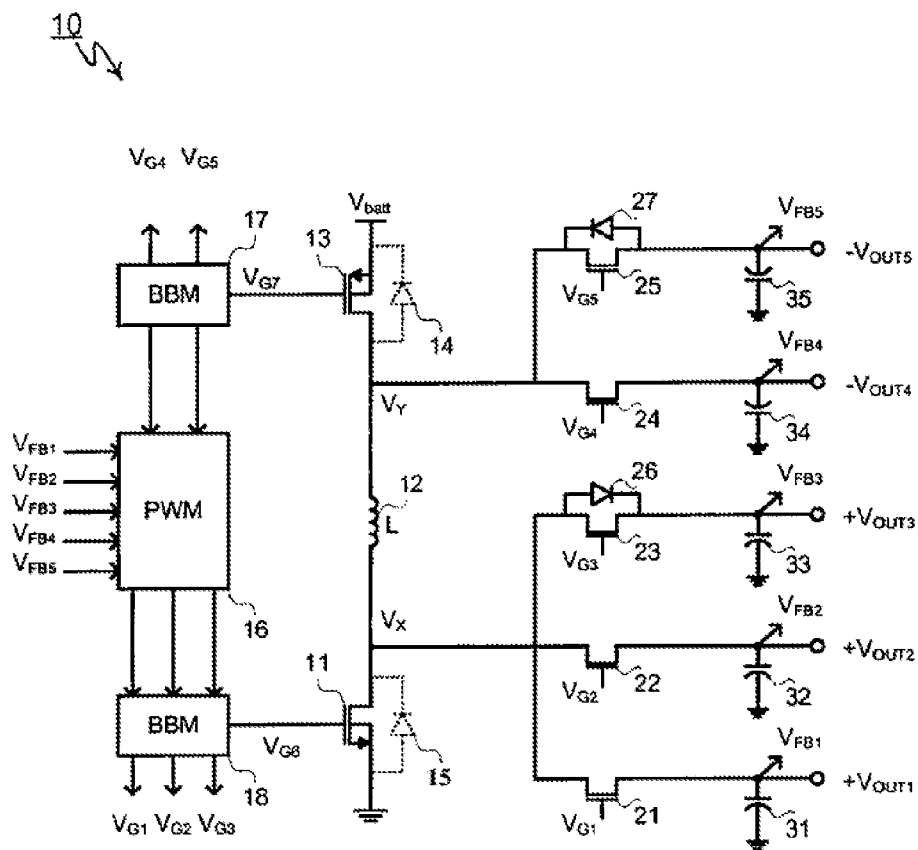 10
VG4 VG5
17
BBM
VG7
Vbatt
13
14
27
VFB5
-VOUT5
VG5
25
35
VFB4
-VOUT4
VY
VG4
24
34
VFB1
VFB2
VFB3
VFB4
VFB5
PWM
16
12
L
26
VFB3
+VOUT3
VG3
23
33
VX
VFB2
+VOUT2
VG2
22
32
11
15
BBM
18
VG6
VG1 VG2 VG3
VFB1
+VOUT1
VG1
21
31